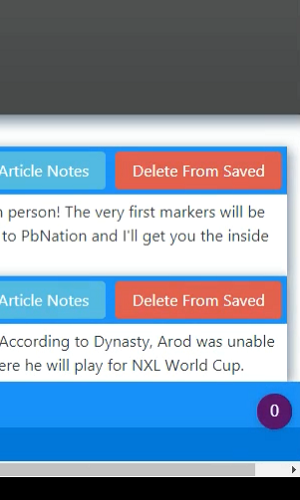 Article Notes
Delete From Saved
person! The very first markers will be
to PbNation and I'll get you the inside
Article Notes
Delete From Saved
According to Dynasty, Arod was unable
ere he will play for NXL World Cup.
0